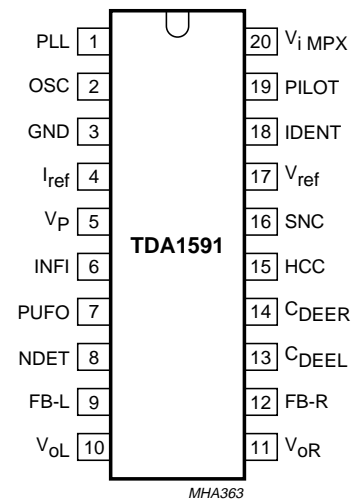 PLL 1
OSC 2
GND 3
Iref 4
VP 5
INFI 6
PUFO 7
NDET 8
FB-L 9
VoL 10
TDA1591
20 Vi MPX
19 PILOT
18 IDENT
17 Vref
16 SNC
15 HCC
14 CDEER
13 CDEEL
12 FB-R
11 VoR
MHA363